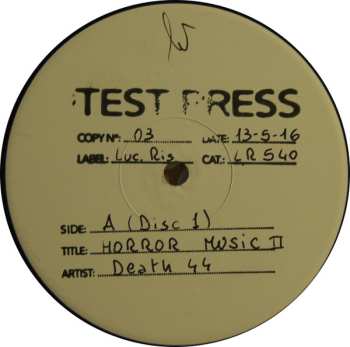 TEST PRESS
COPY Nº: 03 DATE: 13-5-16
LABEL: Luc. Ris CAT.: LR 540
SIDE: A (Disc 1)
TITLE: HORROR MUSIC II
ARTIST: Death 44